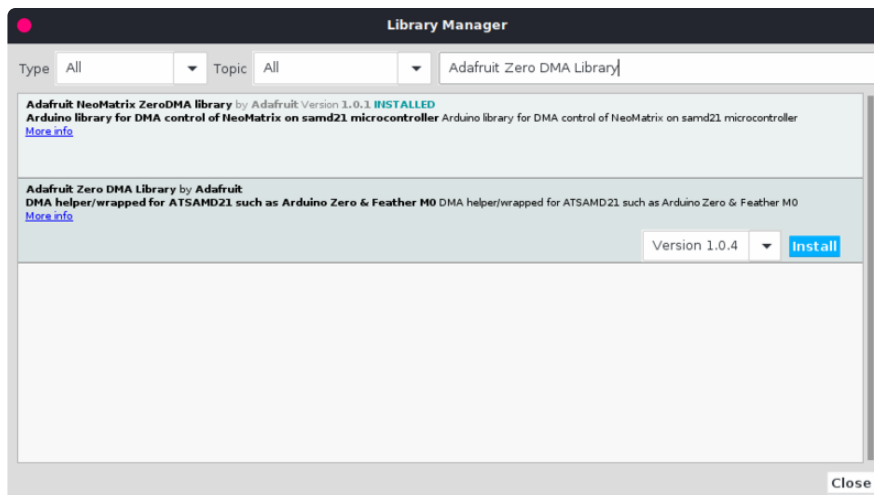 Library Manager
Type All Topic All Adafruit Zero DMA Library
Adafruit NeoMatrix ZeroDMA library by Adafruit Version 1.0.1 INSTALLED
Arduino library for DMA control of NeoMatrix on samd21 microcontroller Arduino library for DMA control of NeoMatrix on samd21 microcontroller
More info
Adafruit Zero DMA Library by Adafruit
DMA helper/wrapped for ATSAMD21 such as Arduino Zero & Feather M0 DMA helper/wrapped for ATSAMD21 such as Arduino Zero & Feather M0
More info
Version 1.0.4 Install
Close